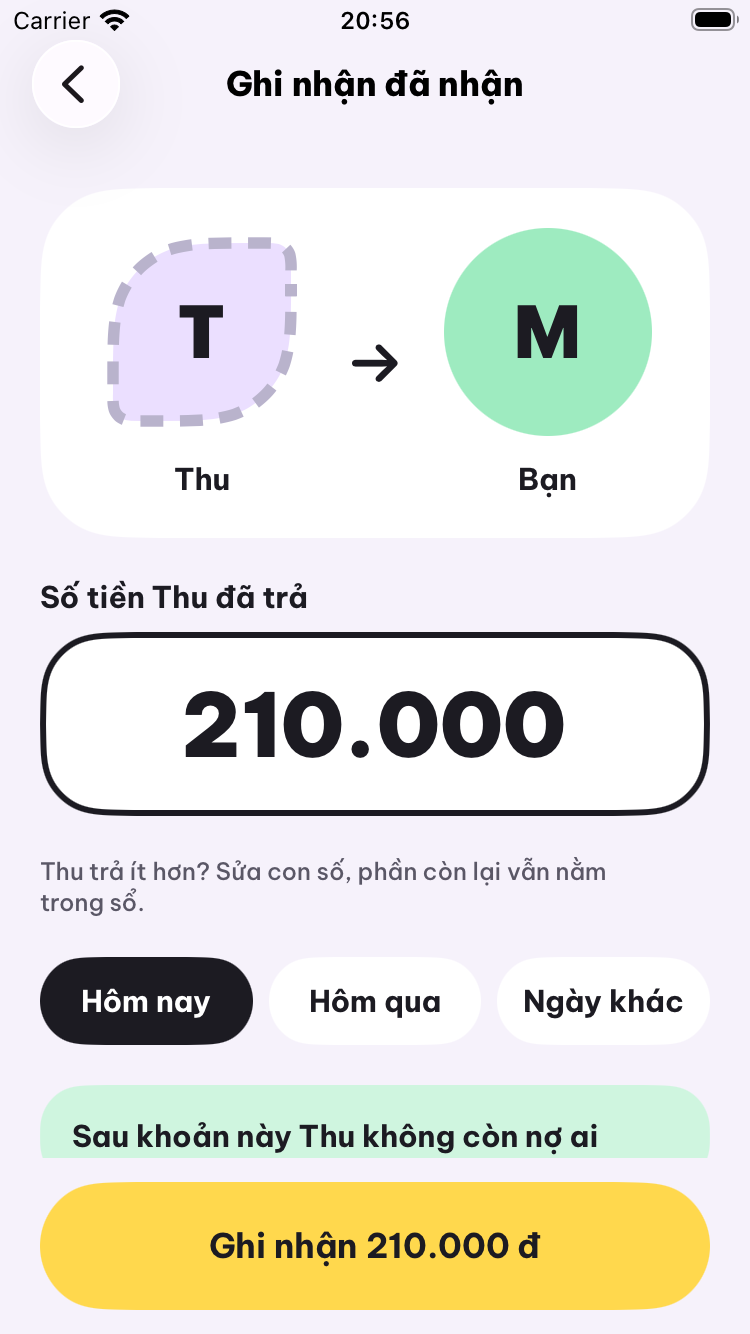 Carrier 20:56
Ghi nhận đã nhận
T M
Thu Bạn
Số tiền Thu đã trả
210.000
Thu trả ít hơn? Sửa con số, phần còn lại vẫn nằm
trong sổ.
Hôm nay Hôm qua Ngày khác
Sau khoản này Thu không còn nợ ai
Ghi nhận 210.000 đ